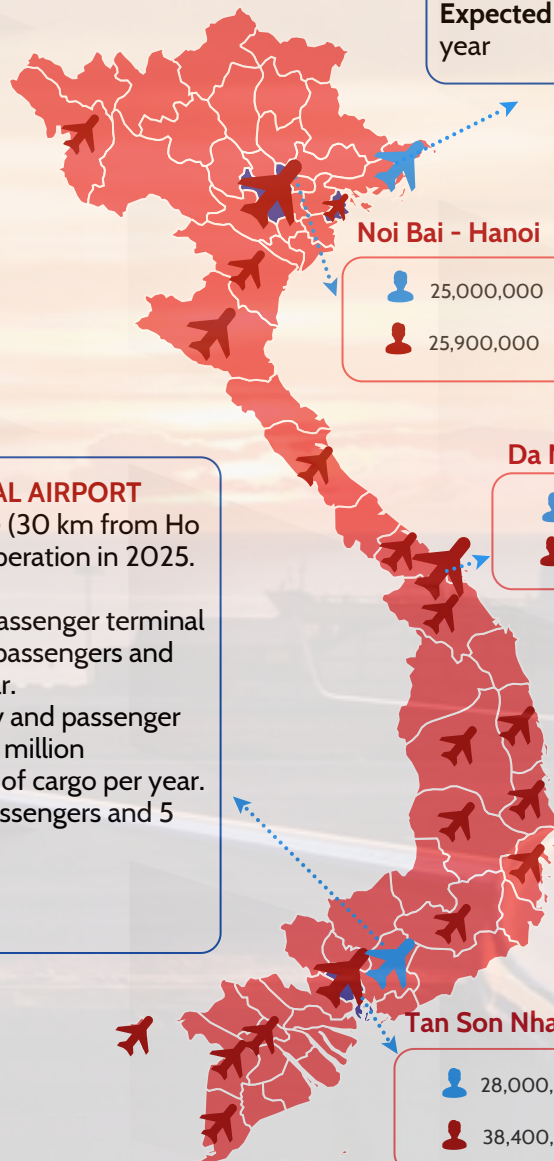 Expected
year
Noi Bai - Hanoi
25,000,000
25,900,000
Da
AL AIRPORT
(30 km from Ho
peration in 2025.
assenger terminal
passengers and
ar.
y and passenger
million
of cargo per year.
assengers and 5
Tan Son Nha
28,000,
38,400,